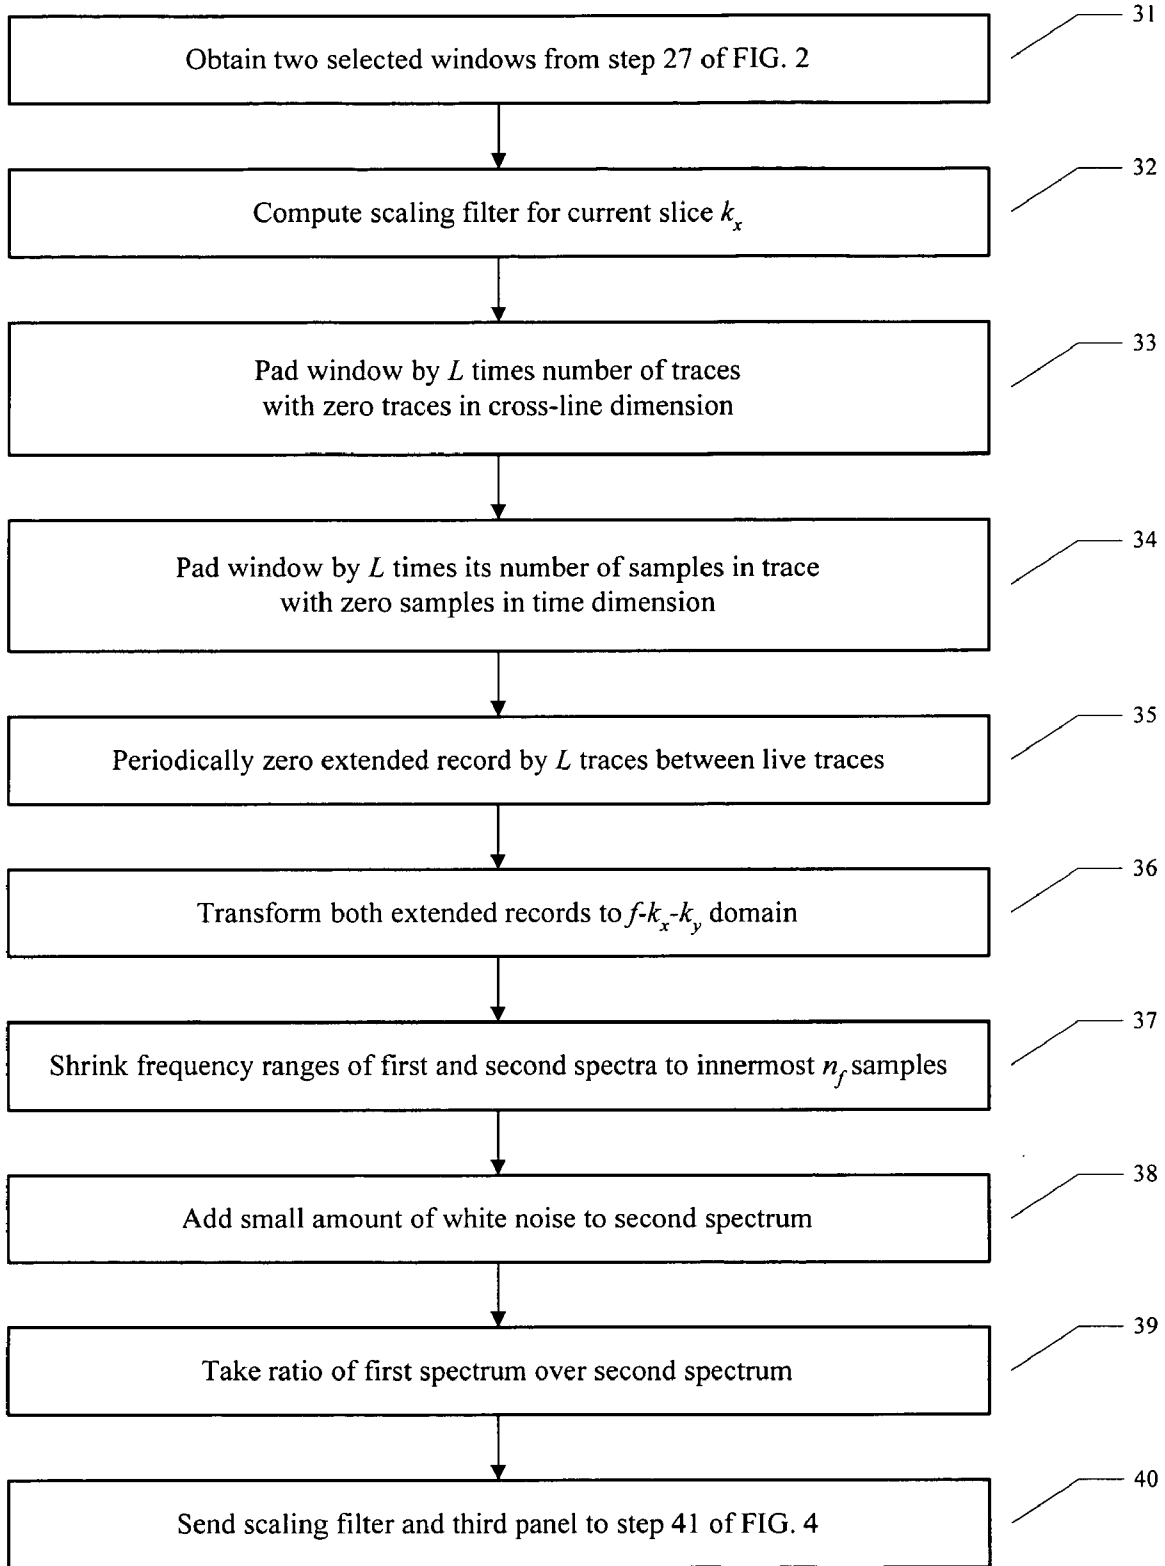 31
Obtain two selected windows from step 27 of FIG. 2
32
Compute scaling filter for current slice kₓ
33
Pad window by L times number of traces
with zero traces in cross-line dimension
34
Pad window by L times its number of samples in trace
with zero samples in time dimension
35
Periodically zero extended record by L traces between live traces
36
Transform both extended records to f-k_x-k_y domain
37
Shrink frequency ranges of first and second spectra to innermost n_f samples
38
Add small amount of white noise to second spectrum
39
Take ratio of first spectrum over second spectrum
40
Send scaling filter and third panel to step 41 of FIG. 4